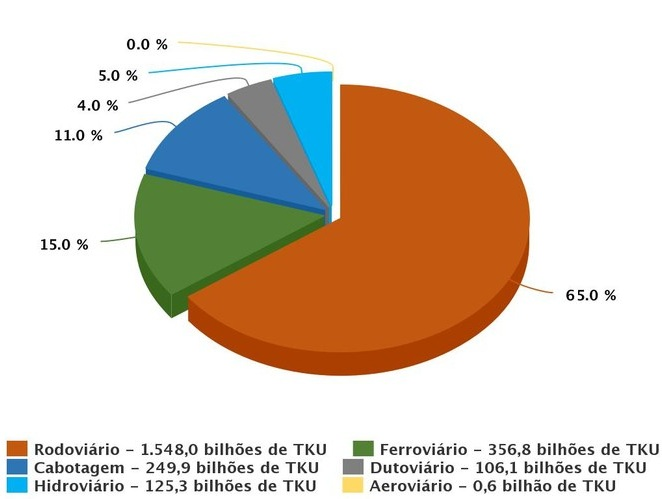 0.0 %
5.0 %
4.0 %
11.0 %
15.0 %
65.0 %
Rodoviário – 1.548,0 bilhões de TKU
Ferroviário – 356,8 bilhões de TKU
Cabotagem – 249,9 bilhões de TKU
Dutoviário – 106,1 bilhões de TKU
Hidroviário – 125,3 bilhões de TKU
Aeroviário – 0,6 bilhão de TKU